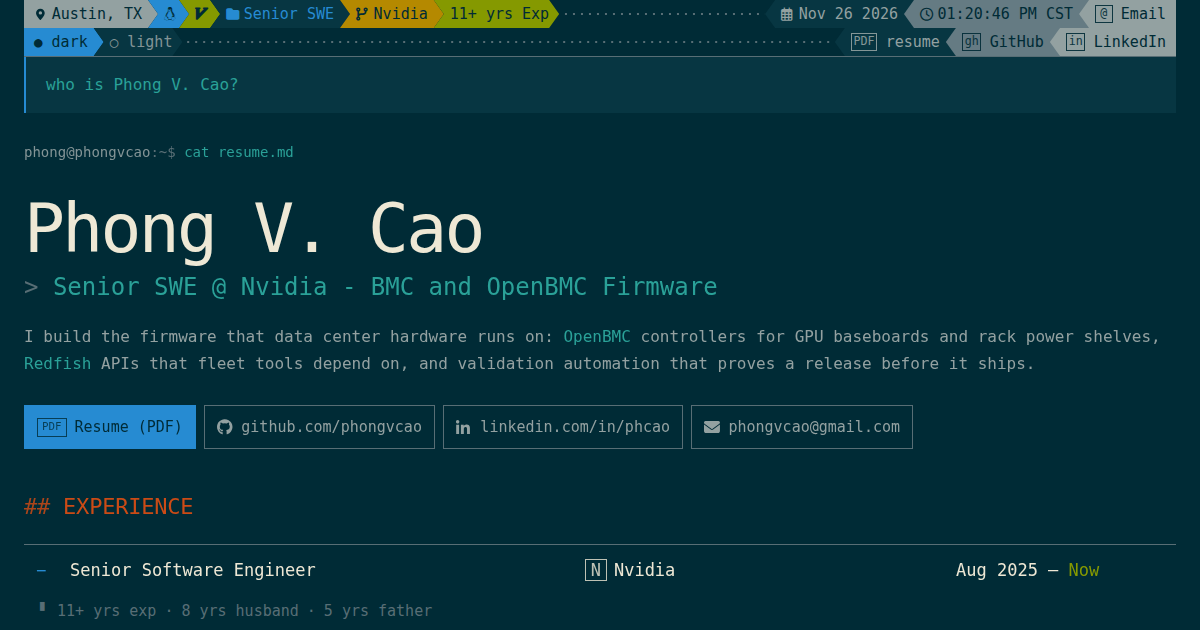 Austin, TX Senior SWE Nvidia 11+ yrs Exp Nov 26 2026 01:20:46 PM CST @ Email
● dark ○ light PDF resume gh GitHub in LinkedIn
who is Phong V. Cao?
phong@phongvcao:~$ cat resume.md
Phong V. Cao
> Senior SWE @ Nvidia - BMC and OpenBMC Firmware
I build the firmware that data center hardware runs on: OpenBMC controllers for GPU baseboards and rack power shelves,
Redfish APIs that fleet tools depend on, and validation automation that proves a release before it ships.
PDF Resume (PDF) github.com/phongvcao linkedin.com/in/phcao phongvcao@gmail.com
## EXPERIENCE
— Senior Software Engineer N Nvidia Aug 2025 — Now
11+ yrs exp · 8 yrs husband · 5 yrs father